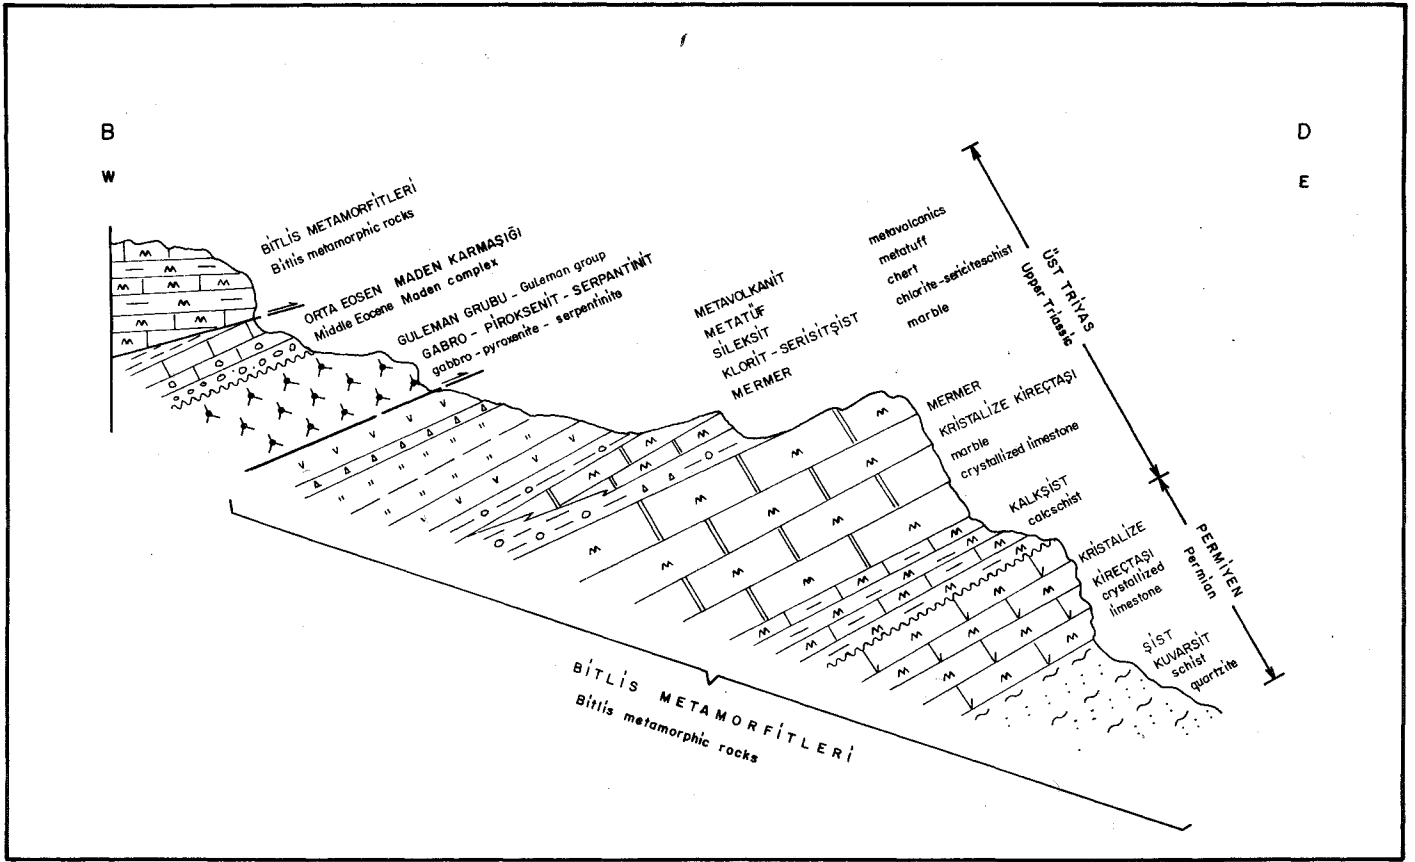 B
W
D
E
BİTLİS METAMORFİTLERİ
Bitlis metamorphic rocks
ORTA EOSEN MADEN KARMAŞIĞI
Middle Eocene Maden complex
GULEMAN GRUBU - Guleman group
GABRO - PİROKSENİT - SERPANTİNİT
gabbro - pyroxenite - serpentinite
METAVOLKANİT
METATÜF
SİLEKSİT
KLORİT - SERİSİTŞİST
MERMER
metavolcanics
metatuff
chert
chlorite-sericiteschist
marble
ÜST TRİYAS
Upper Triassic
MERMER
KRİSTALİZE KİREÇTAŞI
marble
crystallized limestone
KALKŞİST
calcschist
KRİSTALİZE
KİREÇTAŞI
crystallized
limestone
PERMİYEN
Permian
ŞİST
KUVARSİT
schist
quartzite
BİTLİS METAMORFİTLERİ
Bitlis metamorphic rocks